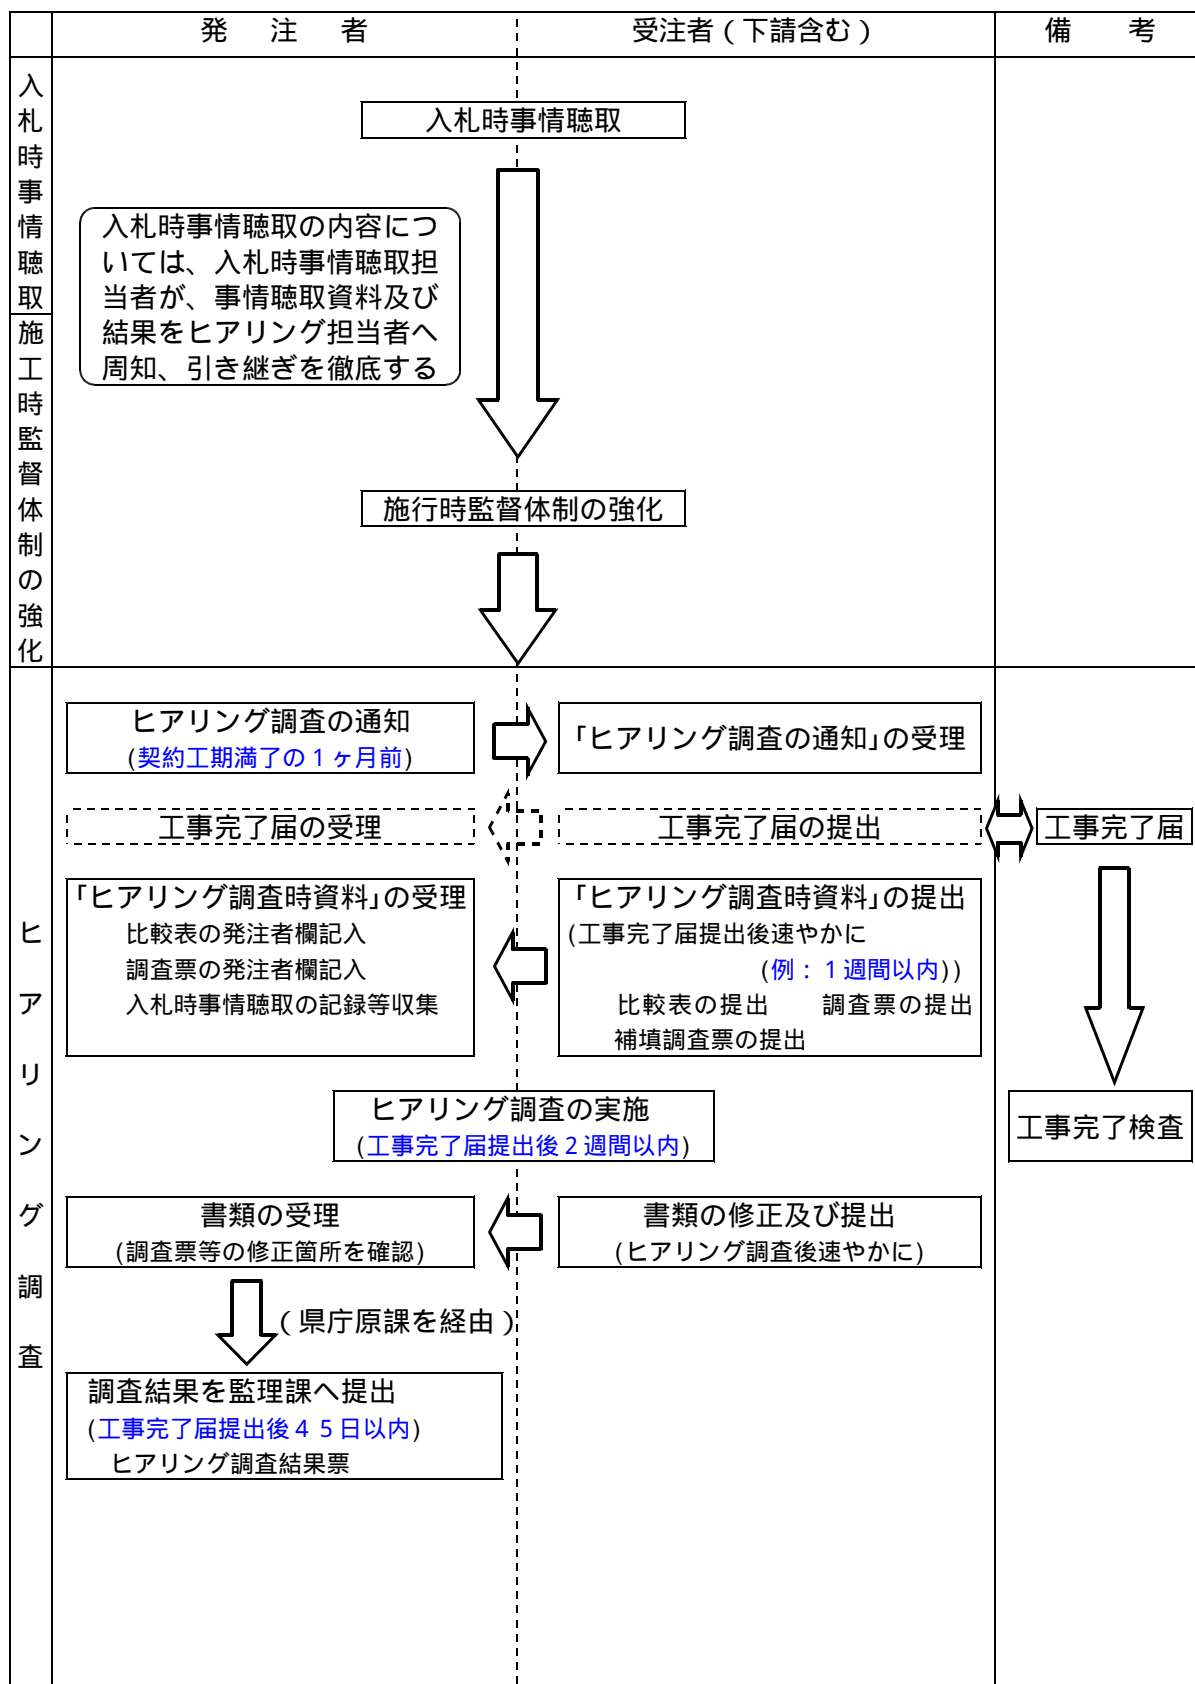 発　注　者
受注者（下請含む）
備　考
入札時事情聴取
入札時事情聴取
入札時事情聴取の内容につ
いては、入札時事情聴取担
当者が、事情聴取資料及び
結果をヒアリング担当者へ
周知、引き継ぎを徹底する
施工時監督体制の強化
施行時監督体制の強化
ヒアリング調査
ヒアリング調査の通知
(契約工期満了の１ヶ月前)
｢ヒアリング調査の通知｣の受理
工事完了届の受理
工事完了届の提出
工事完了届
｢ヒアリング調査時資料｣の受理
比較表の発注者欄記入
調査票の発注者欄記入
入札時事情聴取の記録等収集
｢ヒアリング調査時資料｣の提出
(工事完了届提出後速やかに
(例：１週間以内))
比較表の提出　調査票の提出
補填調査票の提出
ヒアリング調査の実施
(工事完了届提出後２週間以内)
工事完了検査
書類の受理
(調査票等の修正箇所を確認)
書類の修正及び提出
(ヒアリング調査後速やかに)
（県庁原課を経由）
調査結果を監理課へ提出
(工事完了届提出後４５日以内)
ヒアリング調査結果票